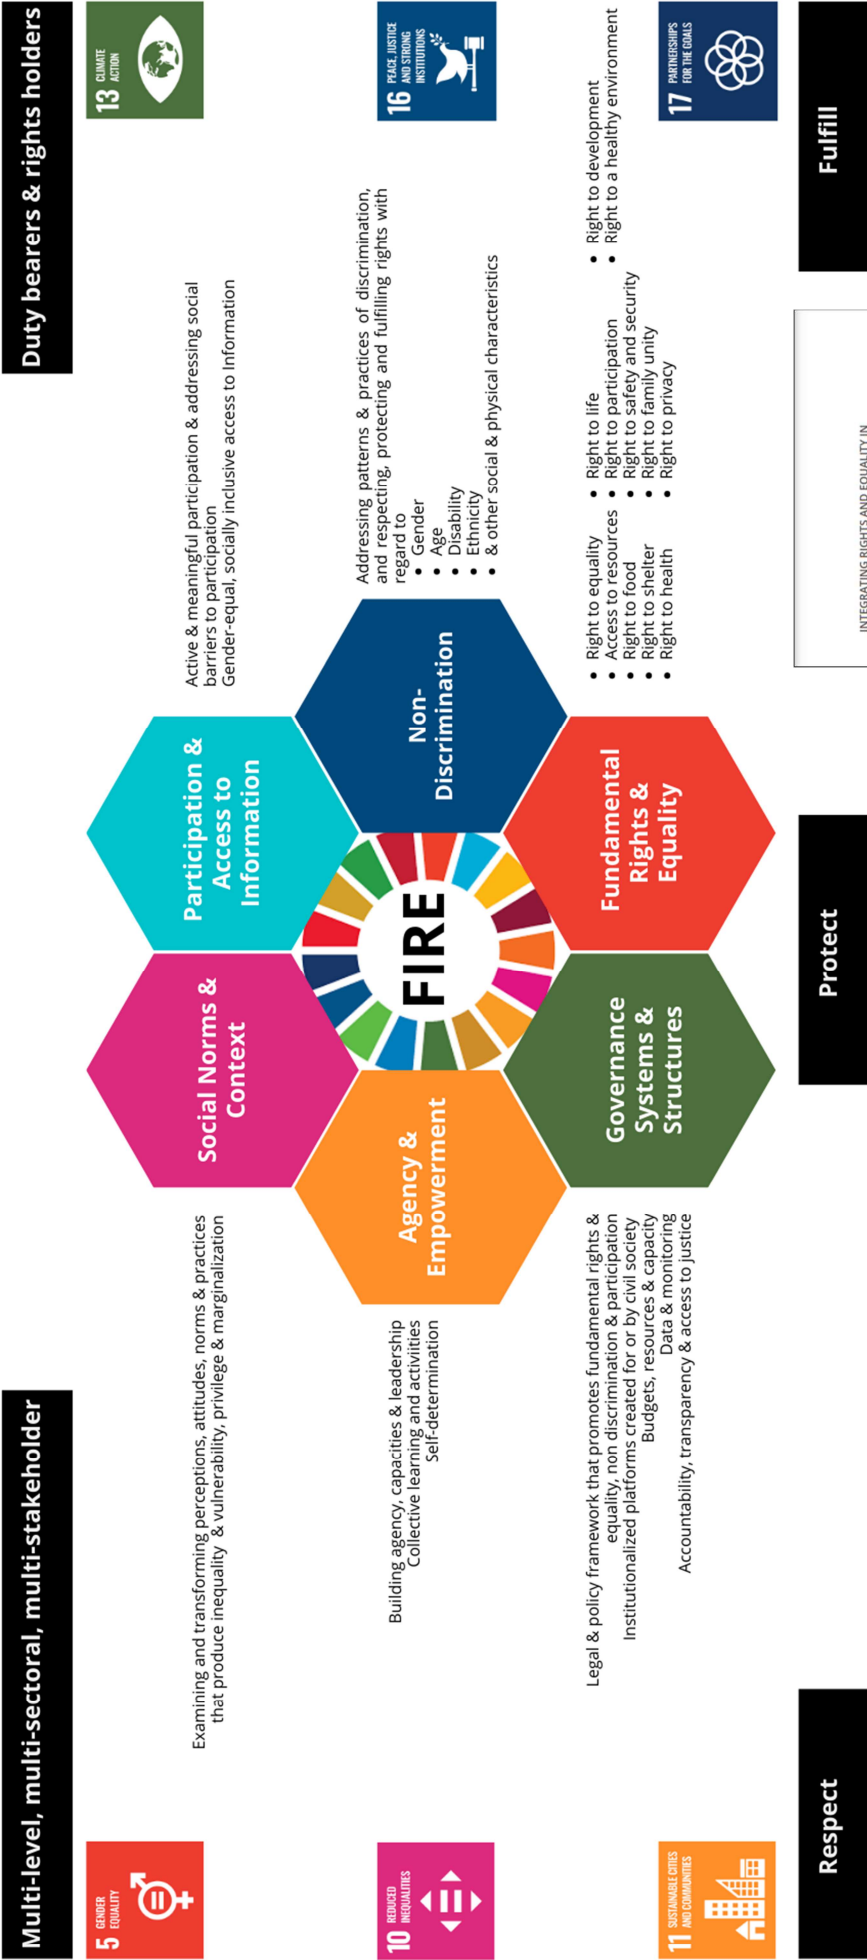 Multi-level, multi-sectoral, multi-stakeholder
Duty bearers & rights holders
5 GENDER
EQUALITY
Examining and transforming perceptions, attitudes, norms & practices
that produce inequality & vulnerability, privilege & marginalization
Social Norms &
Context
Participation &
Access to
Information
Active & meaningful participation & addressing social
barriers to participation
Gender-equal, socially inclusive access to Information
13 CLIMATE
ACTION
10 REDUCED
INEQUALITIES
Building agency, capacities & leadership
Collective learning and activiities
Self-determination
Agency &
Empowerment
FIRE
Non-
Discrimination
Addressing patterns & practices of discrimination,
and respecting, protecting and fulfilling rights with
regard to
• Gender
• Age
• Disability
• Ethnicity
• & other social & physical characteristics
16 PEACE, JUSTICE
AND STRONG
INSTITUTIONS
11 SUSTAINABLE CITIES
AND COMMUNITIES
Legal & policy framework that promotes fundamental rights &
equality, non discrimination & participation
Institutionalized platforms created for or by civil society
Budgets, resources & capacity
Data & monitoring
Accountability, transparency & access to justice
Governance
Systems &
Structures
Fundamental
Rights &
Equality
• Right to equality
• Access to resources
• Right to food
• Right to shelter
• Right to health
• Right to life
• Right to participation
• Right to safety and security
• Right to family unity
• Right to privacy
• Right to development
• Right to a healthy environment
17 PARTNERSHIPS
FOR THE GOALS
Respect
Protect
Fulfill
INTEGRATING RIGHTS AND EQUALITY IN